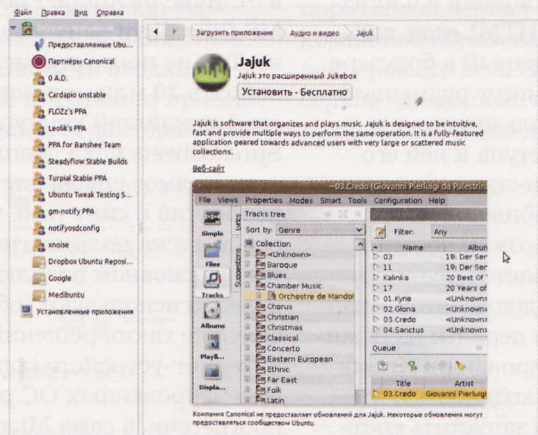 Файл Правка Вид Справка
Предоставляемые Ubu...
Партнёры Canonical
0 A.D.
Cardapio unstable
FLOZz's PPA
Leolik's PPA
PPA for Banshee Team
Steadyflow Stable Builds
Turpial Stable PPA
Ubuntu Tweak Testing S...
gm-notify PPA
notifyosdconfig
xnoise
Dropbox Ubuntu Reposi...
Google
Medibuntu
Установленные приложения
Загрузить приложения Аудио и видео Jajuk
Jajuk
Jajuk это расширенный Jukebox
Установить - Бесплатно
Jajuk is software that organizes and plays music. Jajuk is designed to be intuitive,
fast and provide multiple ways to perform the same operation. It is a fully-featured
application geared towards advanced users with very large or scattered music
collections.
Веб-сайт
~03.Credo (Giovanni Pierluigi da Palestrina
File Views Properties Modes Smart Tools Configuration Help
Simple
Files
Tracks
Albums
Playli...
Displa...
Suggestions
Tracks tree
Sort by: Genre
Collection
<Unknown>
Baroque
Blues
Chamber Music
Orchestre de Mandol
Chorus
Christian
Christmas
Classical
Concerto
Eastern European
Ethnic
Far East
Folk
Latin
Filter: Any
Name Album
03 19: Der Ser
11 19: Der Ser
Kalinka 20 Best of
17 20 Years of
01.Kyrie <Unknown>
02.Gloria <Unknown>
03.Credo <Unknown>
04.Sanctus <Unknown>
Queue
Title Artist
03.Credo Giovanni Pierluigi
Компания Canonical не предоставляет обновлений для Jajuk. Некоторые обновления могут
предоставляться сообществом Ubuntu.